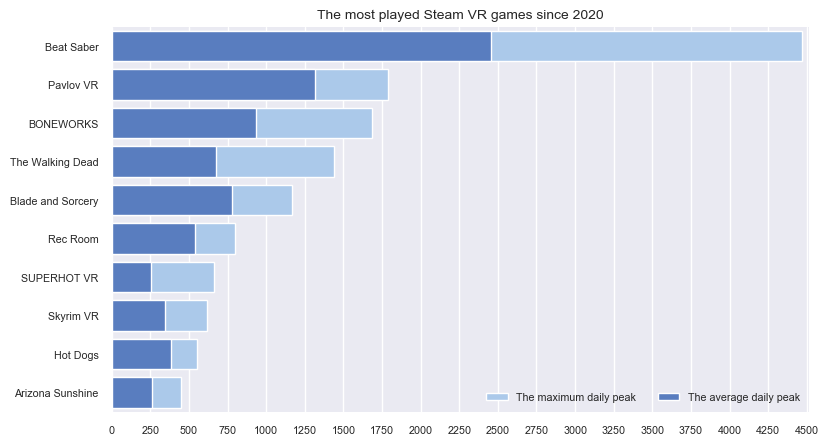 The most played Steam VR games since 2020
Beat Saber
Pavlov VR
BONEWORKS
The Walking Dead
Blade and Sorcery
Rec Room
SUPERHOT VR
Skyrim VR
Hot Dogs
Arizona Sunshine
The maximum daily peak The average daily peak
0 250 500 750 1000 1250 1500 1750 2000 2250 2500 2750 3000 3250 3500 3750 4000 4250 4500